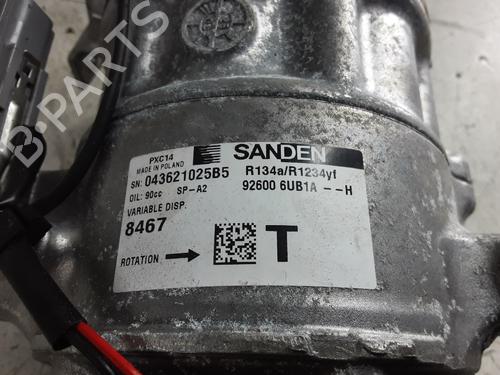 B-PARTS
PXC14
MADE IN POLAND
SANDEN
SN: 043621025B5
R134a/R1234yf
OIL: 90cc SP-A2
92600 6UB1A --H
VARIABLE DISP.
8467
ROTATION
T